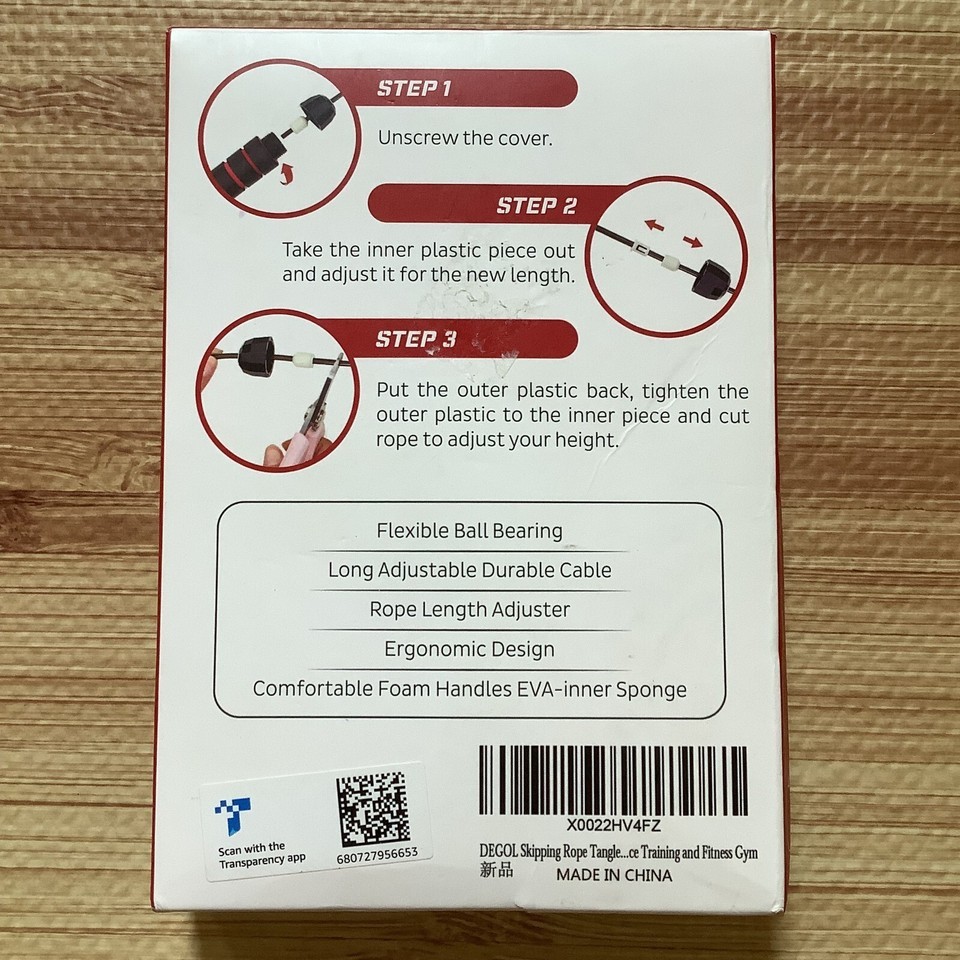 STEP 1
Unscrew the cover.
STEP 2
Take the inner plastic piece out
and adjust it for the new length.
STEP 3
Put the outer plastic back, tighten the
outer plastic to the inner piece and cut
rope to adjust your height.
Flexible Ball Bearing
Long Adjustable Durable Cable
Rope Length Adjuster
Ergonomic Design
Comfortable Foam Handles EVA-inner Sponge
Scan with the
Transparency app
680727956653
X0022HV4FZ
DEGOL Skipping Rope Tangle...ce Training and Fitness Gym
新品
MADE IN CHINA